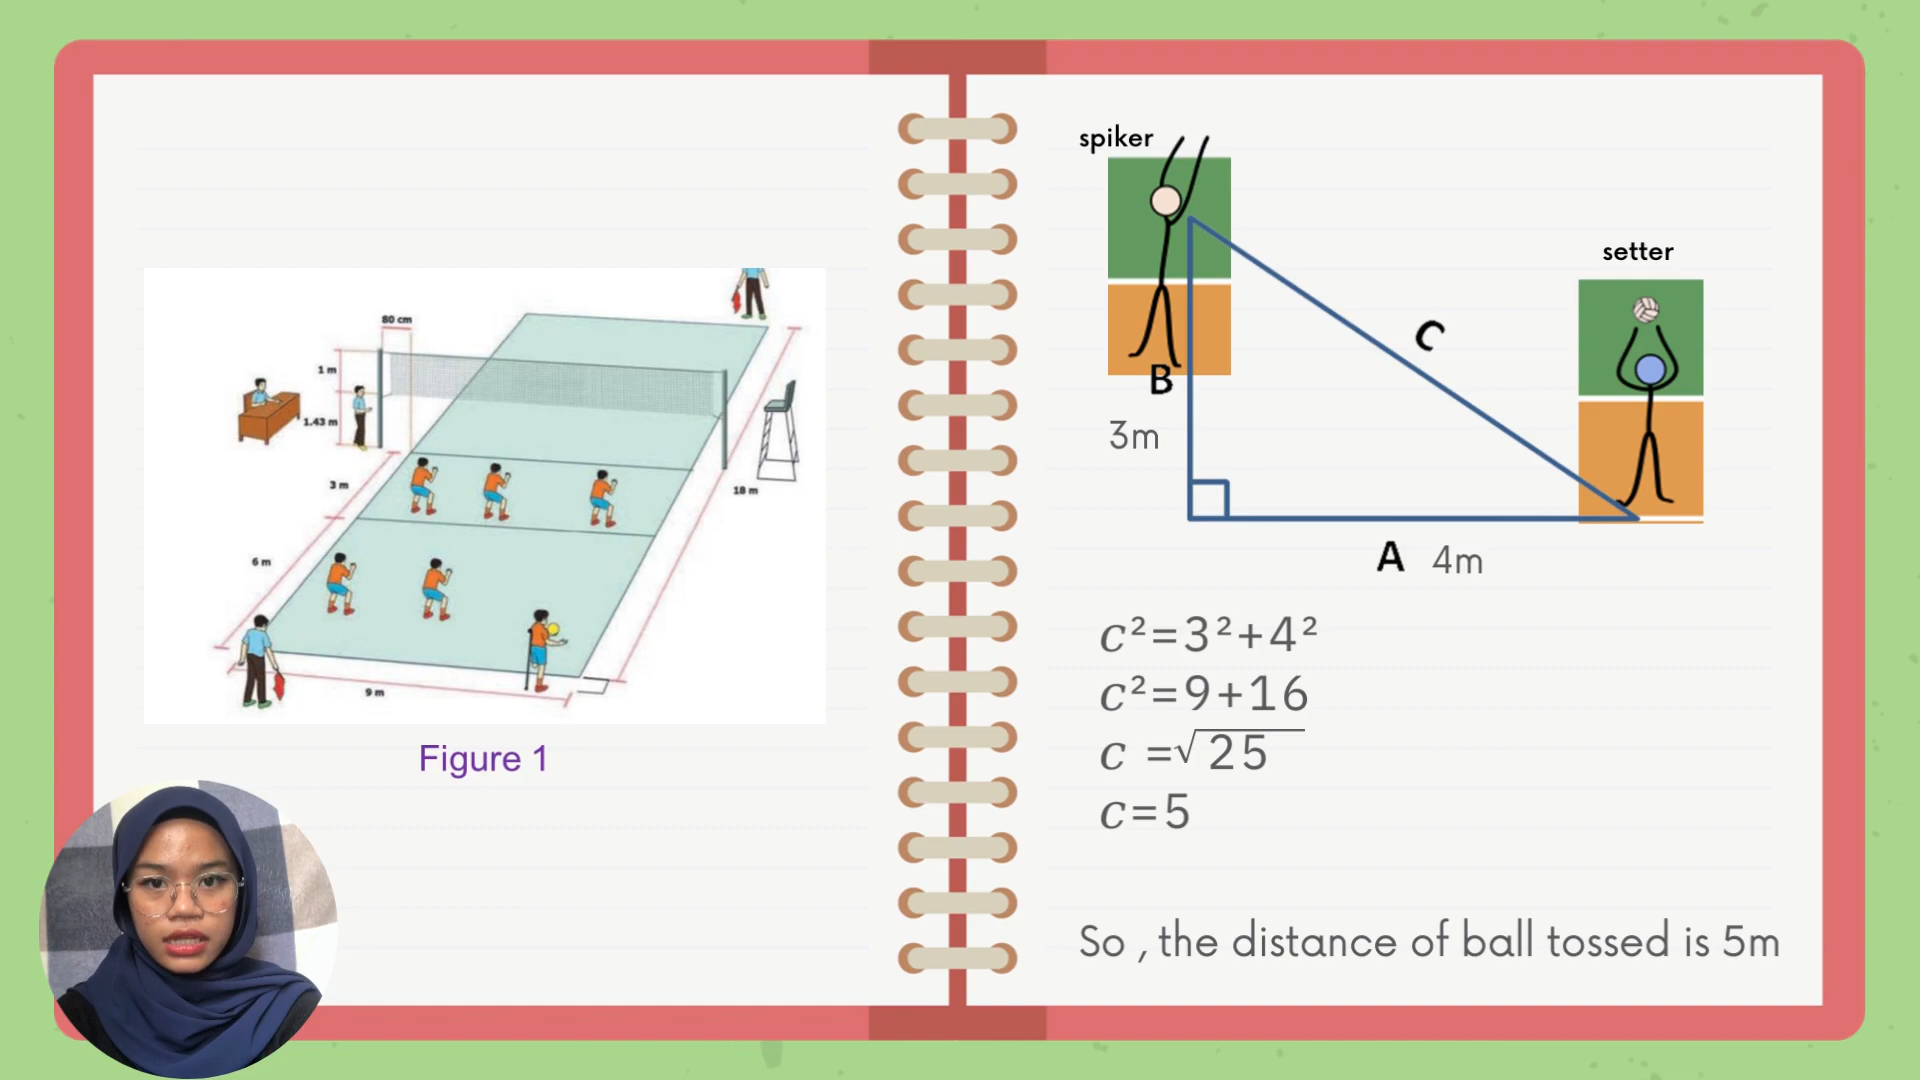 80 cm
1 m
1.43 m
3 m
18 m
6 m
9 m
Figure 1
spiker
setter
C
B
3m
A 4m
c²=3²+4²
c²=9+16
c =√25
c=5
So , the distance of ball tossed is 5m